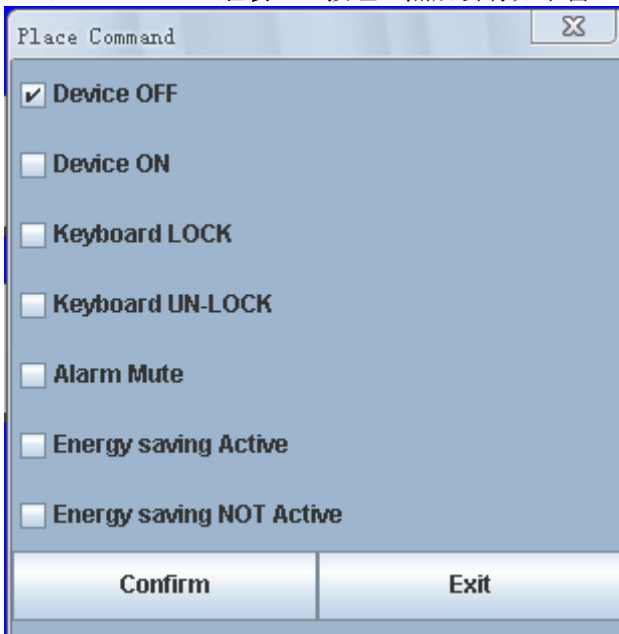 Place Command
Device OFF
Device ON
Keyboard LOCK
Keyboard UN-LOCK
Alarm Mute
Energy saving Active
Energy saving NOT Active
Confirm
Exit